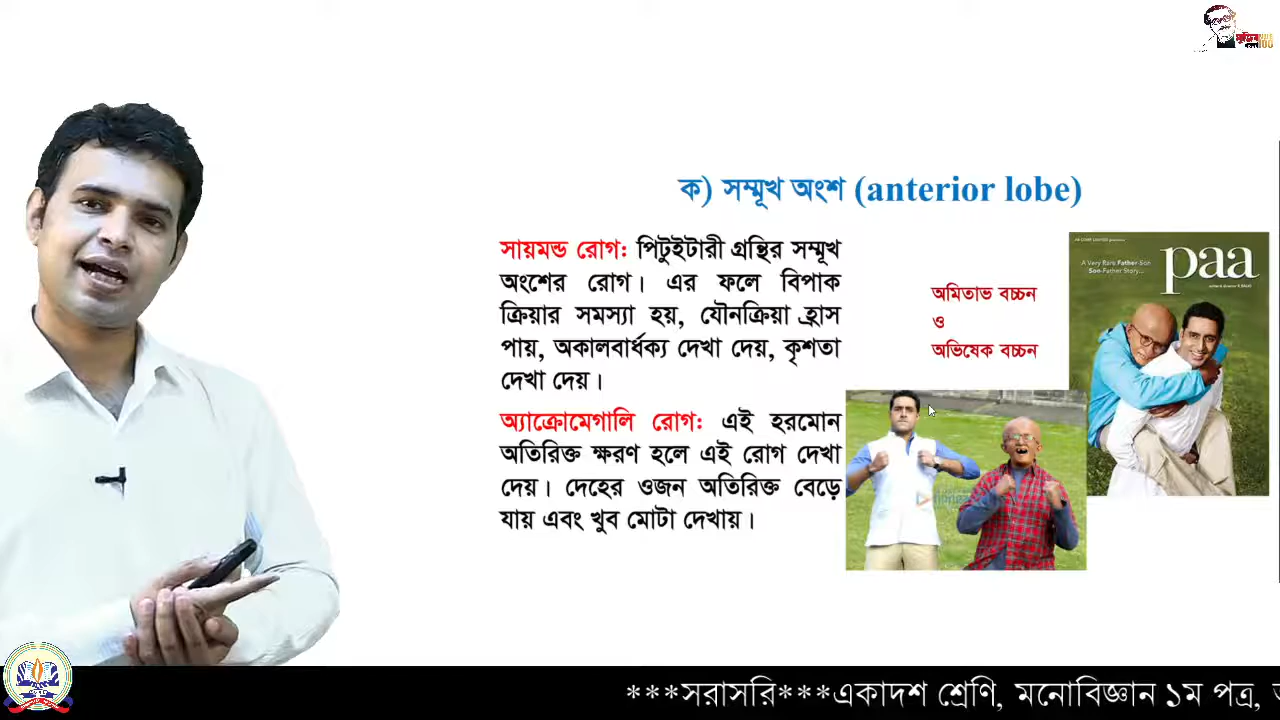 ক) সম্মূখ অংশ (anterior lobe)
সায়মন্ড রোগ: পিটুইটারী গ্রন্থির সম্মূখ
অংশের রোগ। এর ফলে বিপাক
ক্রিয়ার সমস্যা হয়, যৌনক্রিয়া হ্রাস
পায়, অকালবার্ধক্য দেখা দেয়, কৃশতা
দেখা দেয়।
অ্যাক্রোমেগালি রোগ: এই হরমোন
অতিরিক্ত ক্ষরণ হলে এই রোগ দেখা
দেয়। দেহের ওজন অতিরিক্ত বেড়ে
যায় এবং খুব মোটা দেখায়।
অমিতাভ বচ্চন
ও
অভিষেক বচ্চন
A Very Rare Father-Son
Son-Father Story...
paa
***সরাসরি***একাদশ শ্রেণি, মনোবিজ্ঞান ১ম পত্র,